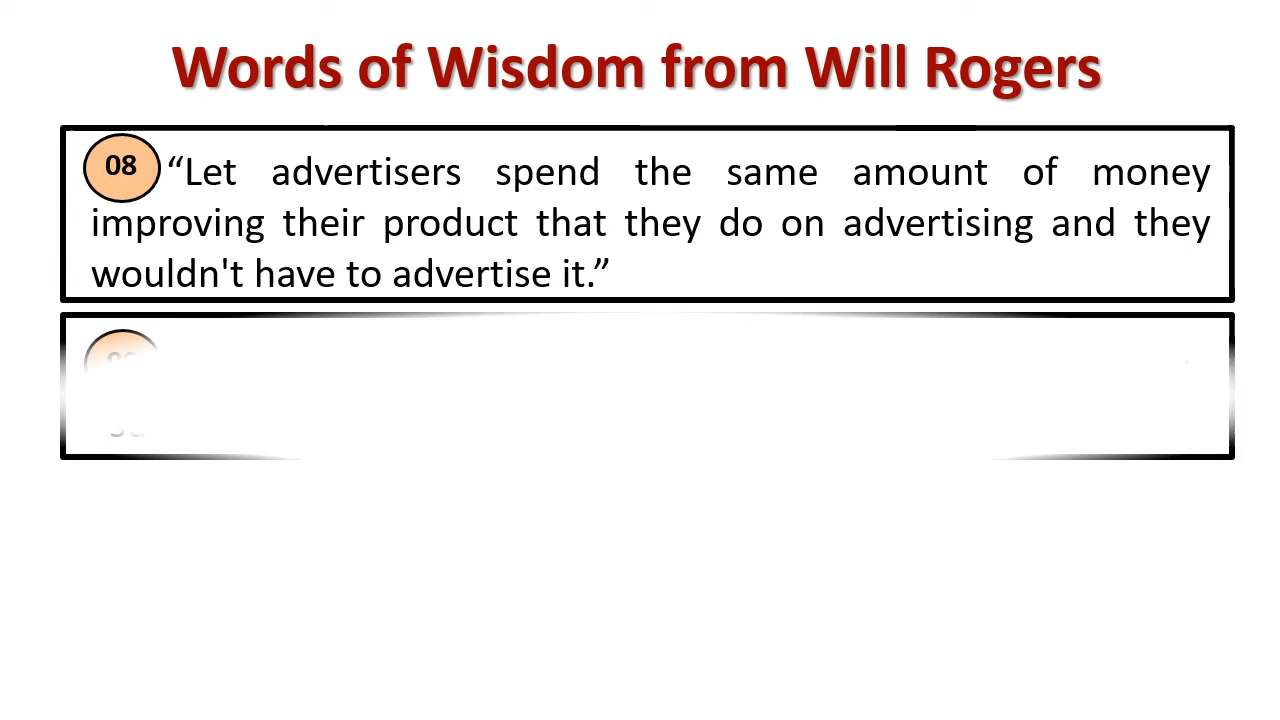 Words of Wisdom from Will Rogers
08 “Let advertisers spend the same amount of money
improving their product that they do on advertising and they
wouldn't have to advertise it.”